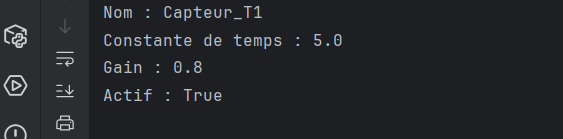 Nom : Capteur_T1
Constante de temps : 5.0
Gain : 0.8
Actif : True